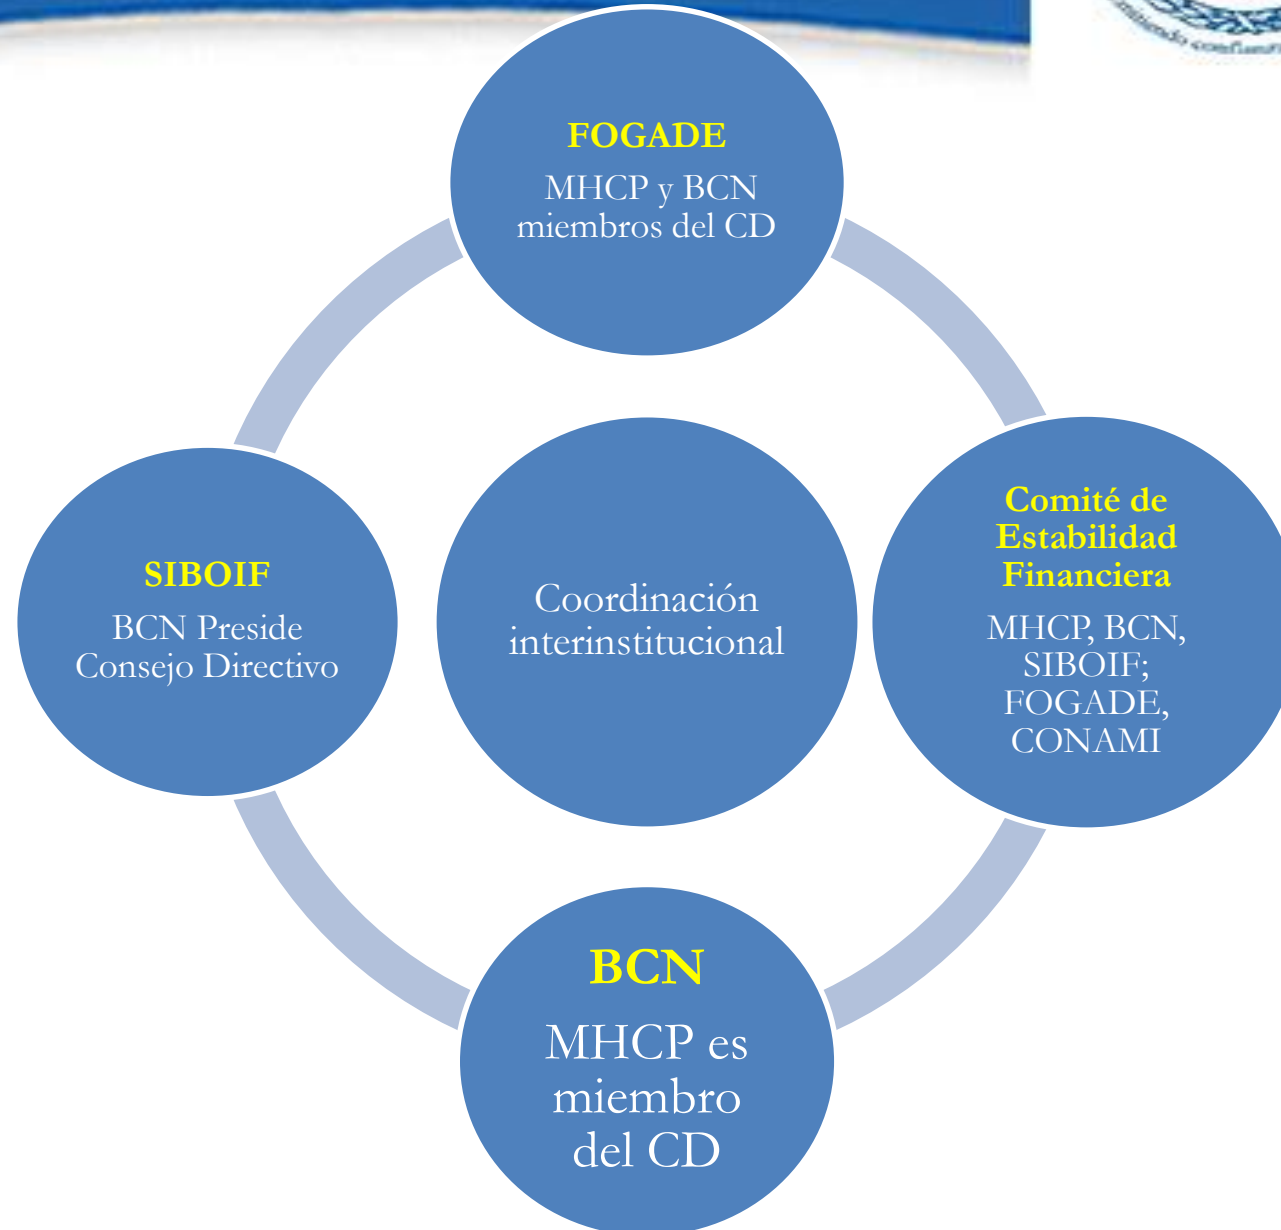 confianza
FOGADE
MHCP y BCN
miembros del CD
Comité de
Estabilidad
Financiera
MHCP, BCN,
SIBOIF;
FOGADE,
CONAMI
SIBOIF
BCN Preside
Consejo Directivo
Coordinación
interinstitucional
BCN
MHCP es
miembro
del CD